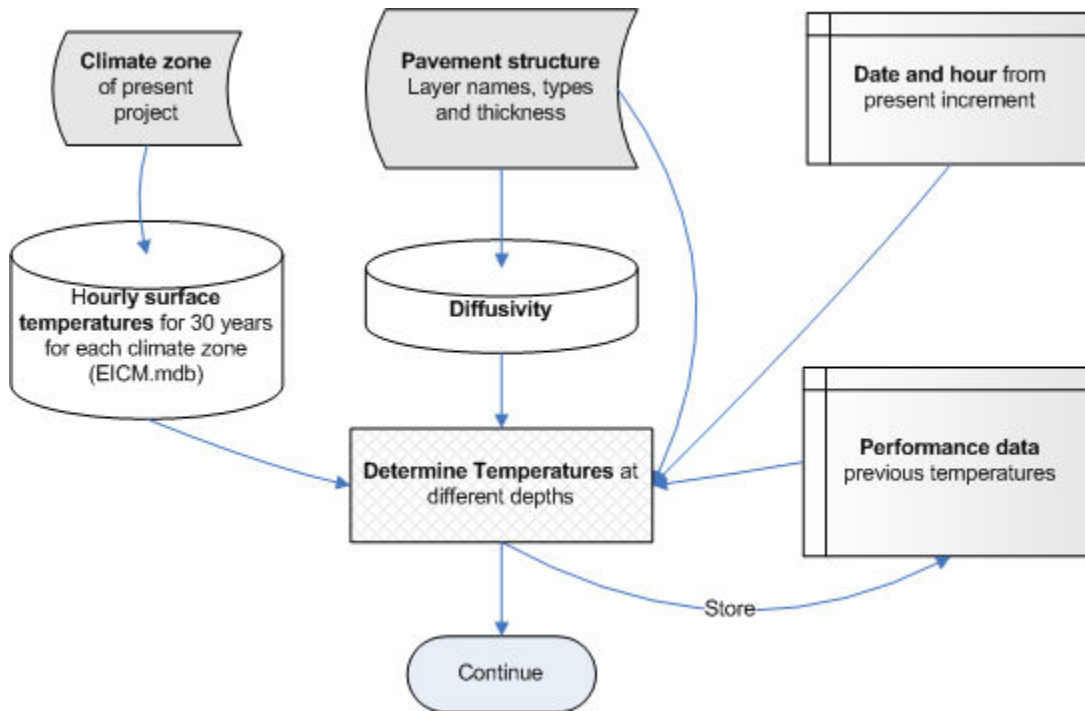 Climate zone
of present
project
Pavement structure
Layer names, types
and thickness
Date and hour from
present increment
Hourly surface
temperatures for 30 years
for each climate zone
(EICM.mdb)
Diffusivity
Determine Temperatures at
different depths
Performance data
previous temperatures
Store
Continue